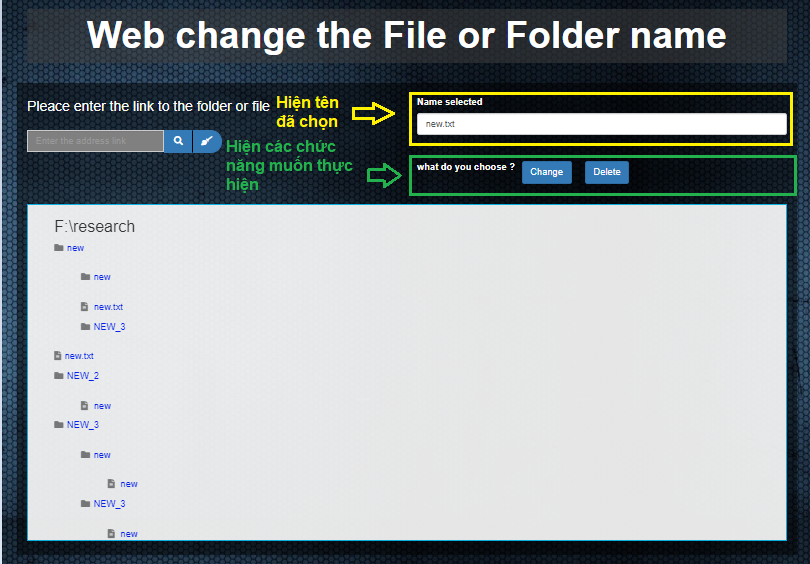 Web change the File or Folder name
Pleace enter the link to the folder or file
Hiện tên
đã chọn
Name selected
new.txt
Enter the address link
Hiện các chức
năng muốn thực
hiện
what do you choose ?
Change
Delete
F:\research
new
new
new.txt
NEW_3
new.txt
NEW_2
new
NEW_3
new
new
NEW_3
new